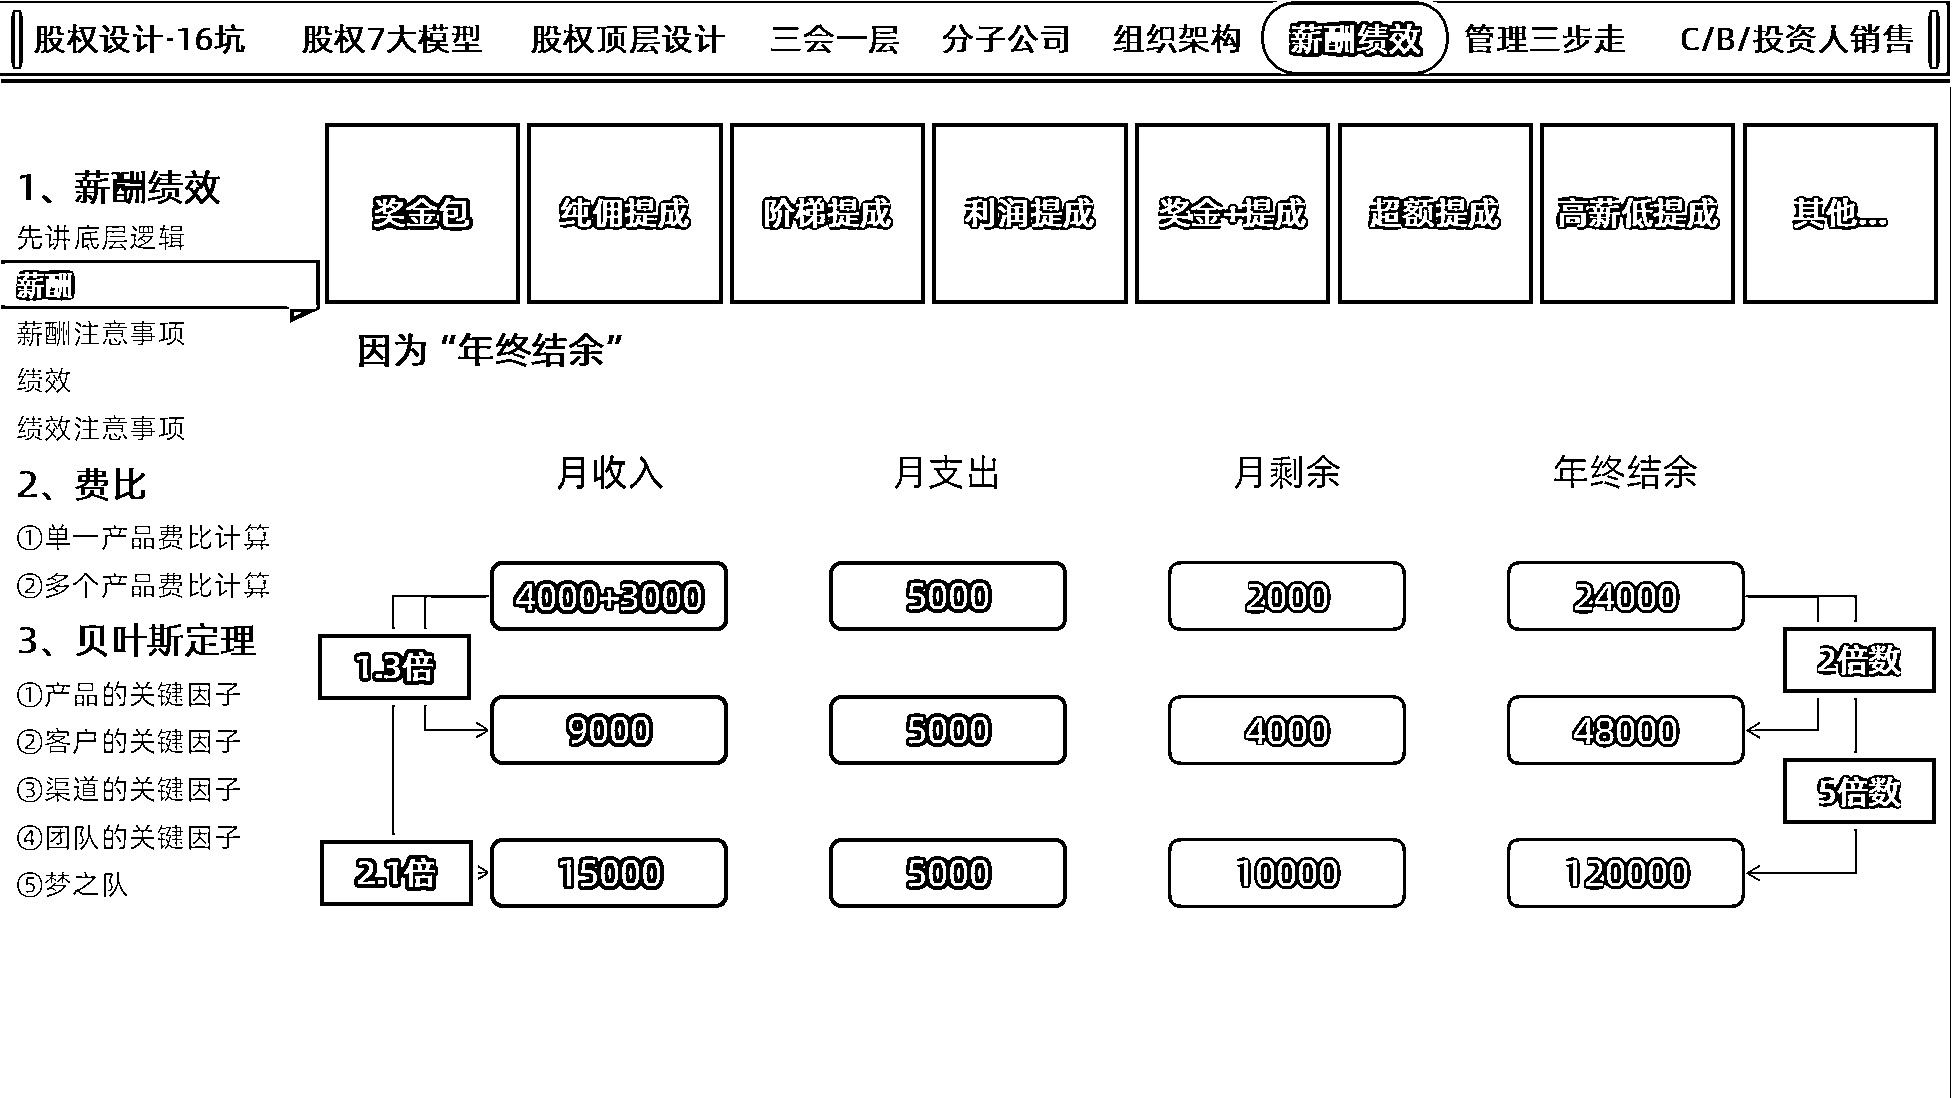 股权设计-16坑 股权7大模型 股权顶层设计 三会一层 分子公司 组织架构 薪酬绩效 管理三步走 C/B/投资人销售
1、薪酬绩效
先讲底层逻辑
薪酬
薪酬注意事项
绩效
绩效注意事项
2、费比
①单一产品费比计算
②多个产品费比计算
3、贝叶斯定理
①产品的关键因子
②客户的关键因子
③渠道的关键因子
④团队的关键因子
⑤梦之队
奖金包 纯佣提成 阶梯提成 利润提成 奖金+提成 超额提成 高薪低提成 其他...
因为“年终结余”
月收入 月支出 月剩余 年终结余
4000+3000 5000 2000 24000
1.3倍 2倍数
9000 5000 4000 48000
5倍数
2.1倍 15000 5000 10000 120000